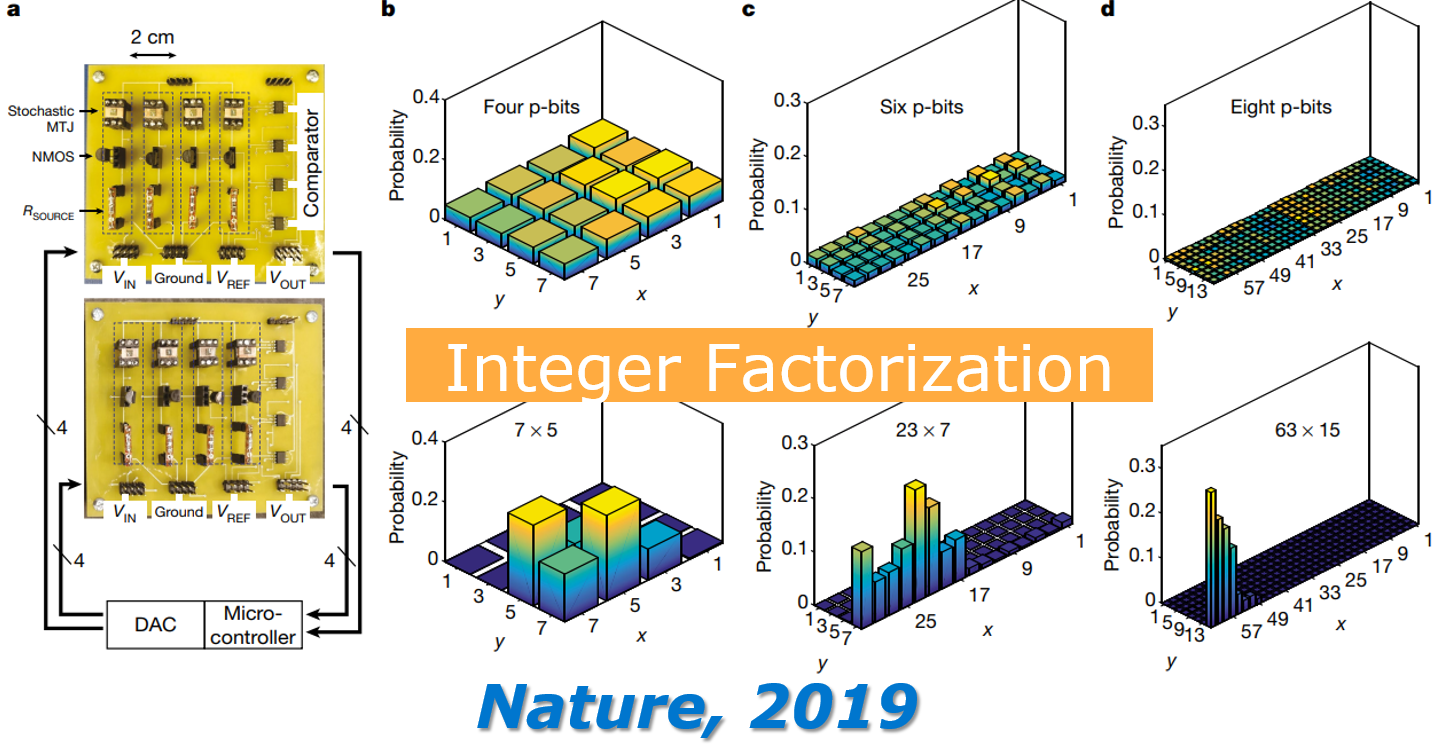 a
2 cm
Stochastic
MTJ
NMOS
RSOURCE
Comparator
VIN Ground VREF VOUT
VIN Ground VREF VOUT
4
4
4
4
DAC
Micro-
controller
b
Four p-bits
Probability
0.4
0.2
0
1
3
5
7
y
7
5
3
1
x
c
Six p-bits
Probability
0.3
0.2
0.1
0
1
3
5
7
y
25
17
9
1
x
d
Eight p-bits
Probability
0.3
0.2
0.1
0
1
5
9
13
y
57
49
41
33
25
17
9
1
x
Integer Factorization
7 × 5
Probability
0.4
0.2
0
1
3
5
7
y
7
5
3
1
x
23 × 7
Probability
0.3
0.2
0.1
0
1
3
5
7
y
25
17
9
1
x
63 × 15
Probability
0.3
0.2
0.1
0
1
5
9
13
y
57
49
41
33
25
17
9
1
x
Nature, 2019